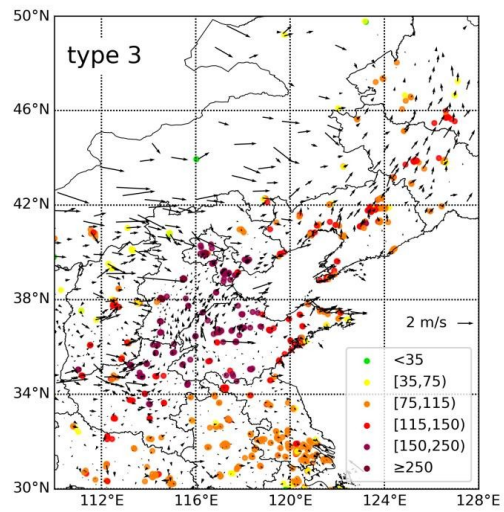 50°N
type 3
46°N
42°N
38°N
2 m/s
<35
[35,75)
[75,115)
34°N
[115,150)
[150,250)
≥250
30°N
112°E 116°E 120°E 124°E 128°E